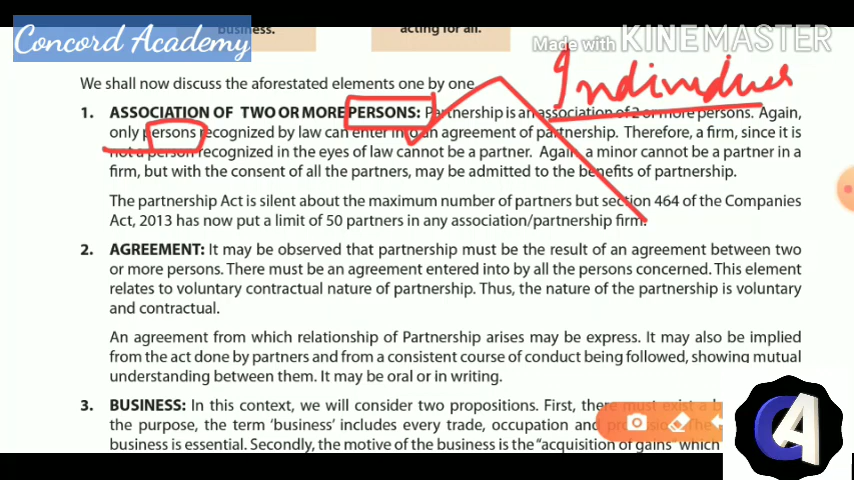 business.
acting for all.
Concord Academy
Made with KINEMASTER
Individual
We shall now discuss the aforestated elements one by one.
1. ASSOCIATION OF TWO OR MORE PERSONS: Partnership is an association of 2 or more persons. Again,
only persons recognized by law can enter into an agreement of partnership. Therefore, a firm, since it is
not a person recognized in the eyes of law cannot be a partner. Again, a minor cannot be a partner in a
firm, but with the consent of all the partners, may be admitted to the benefits of partnership.
The partnership Act is silent about the maximum number of partners but section 464 of the Companies
Act, 2013 has now put a limit of 50 partners in any association/partnership firm.
2. AGREEMENT: It may be observed that partnership must be the result of an agreement between two
or more persons. There must be an agreement entered into by all the persons concerned. This element
relates to voluntary contractual nature of partnership. Thus, the nature of the partnership is voluntary
and contractual.
An agreement from which relationship of Partnership arises may be express. It may also be implied
from the act done by partners and from a consistent course of conduct being followed, showing mutual
understanding between them. It may be oral or in writing.
3. BUSINESS: In this context, we will consider two propositions. First, there must exist a
the purpose, the term 'business' includes every trade, occupation and
business is essential. Secondly, the motive of the business is the "acquisition of gains" which
CA